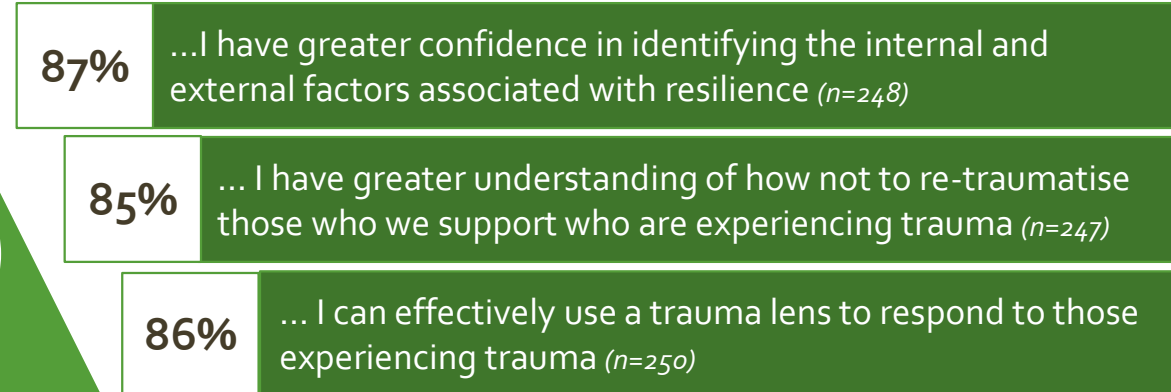 87%
...I have greater confidence in identifying the internal and
external factors associated with resilience (n=248)
85%
... I have greater understanding of how not to re-traumatise
those who we support who are experiencing trauma (n=247)
86%
... I can effectively use a trauma lens to respond to those
experiencing trauma (n=250)